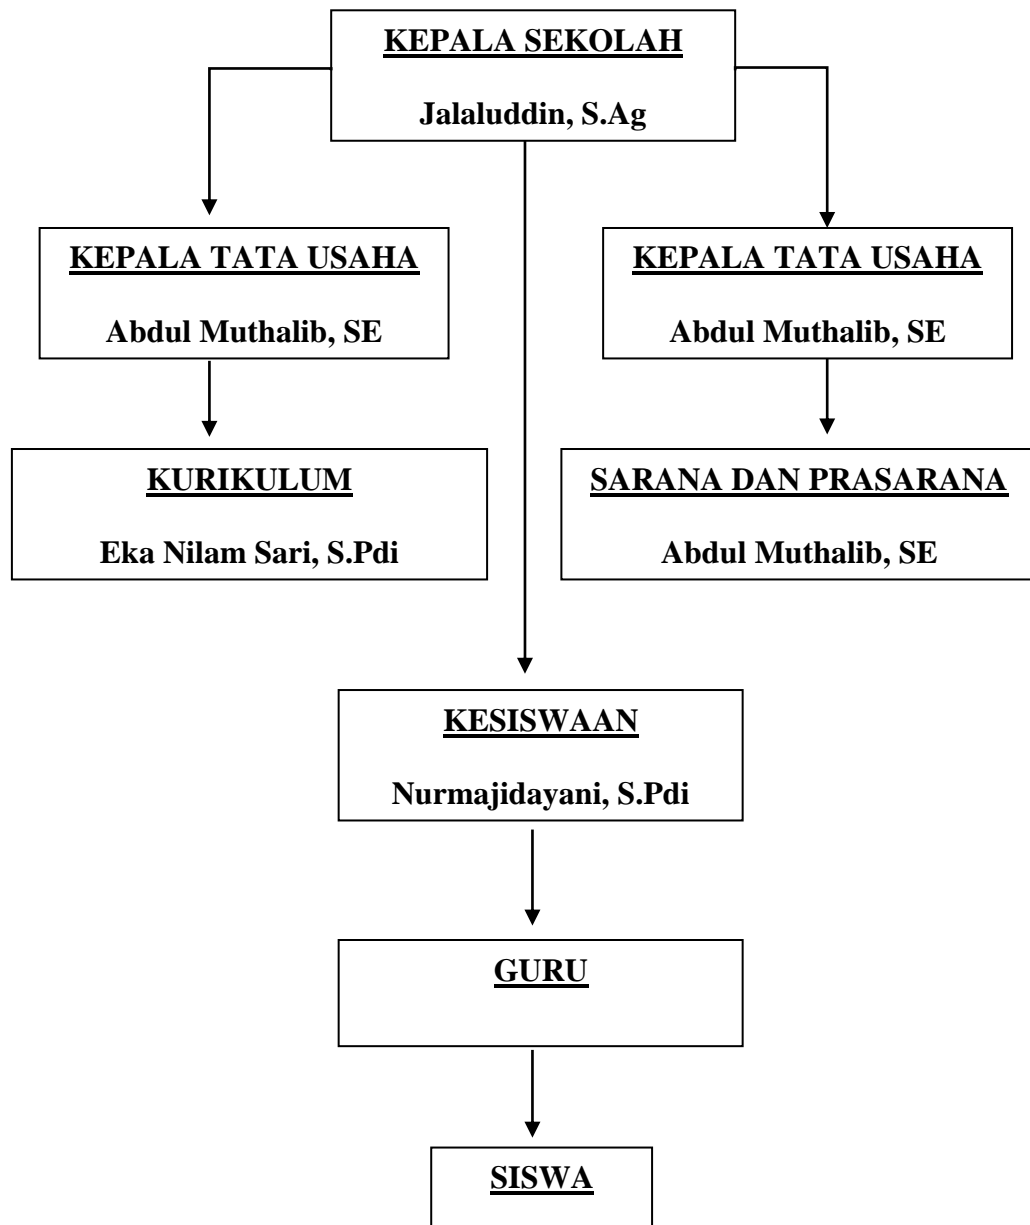 KEPALA SEKOLAH
Jalaluddin, S.Ag
KEPALA TATA USAHA
Abdul Muthalib, SE
KEPALA TATA USAHA
Abdul Muthalib, SE
KURIKULUM
Eka Nilam Sari, S.Pdi
SARANA DAN PRASARANA
Abdul Muthalib, SE
KESISWAAN
Nurmajidayani, S.Pdi
GURU
SISWA